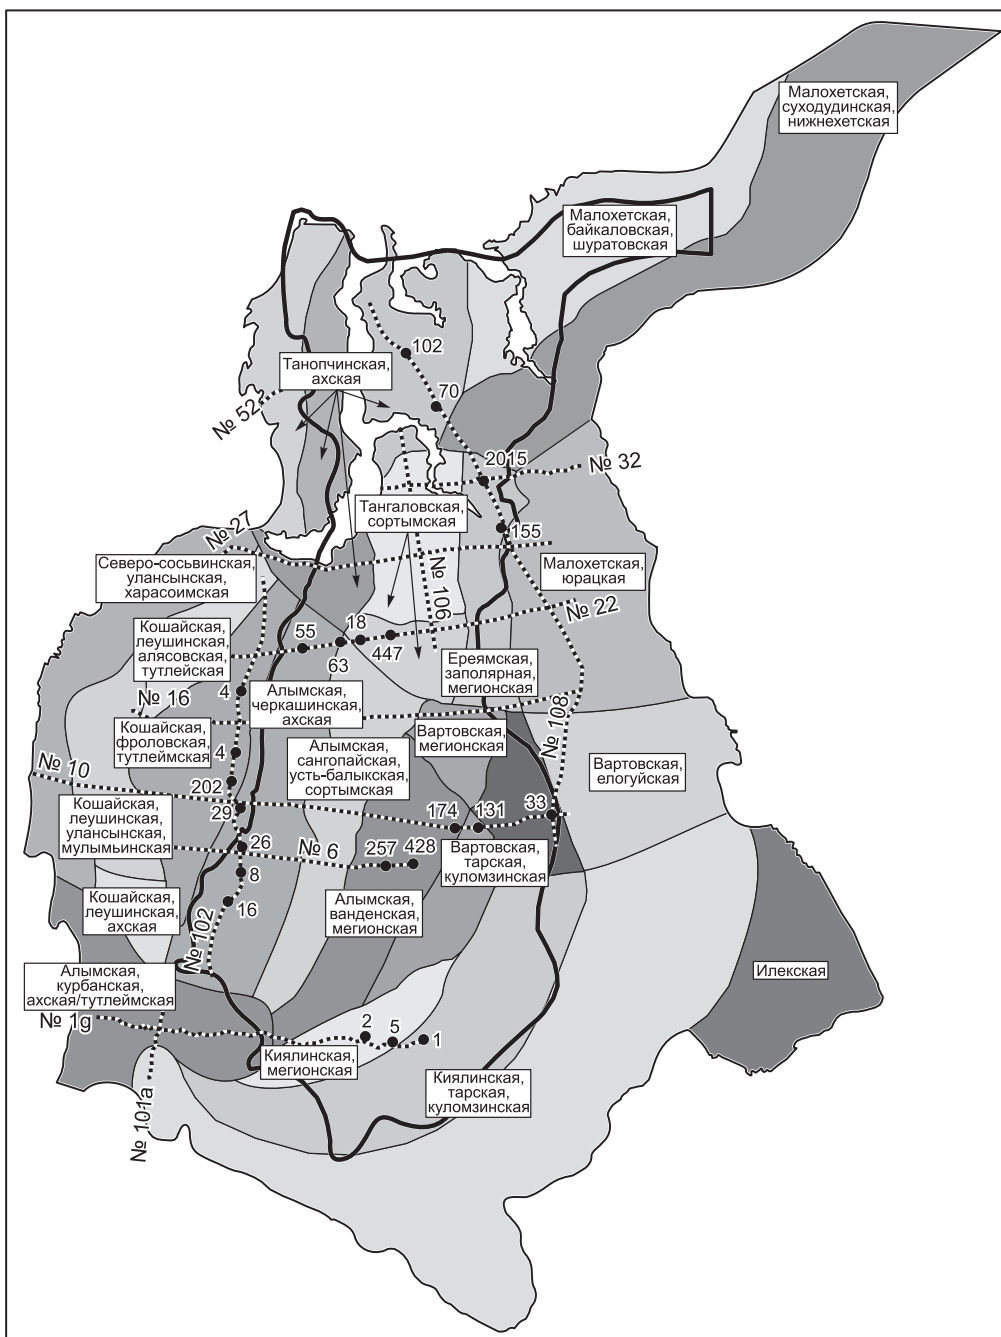 Малохетская,
суходудинская,
нижнехетская
Малохетская,
байкаловская,
шуратовская
102
Танопчинская,
ахская
70
№ 52
2015
№ 32
Тангаловская,
сортымская
№ 27
155
Северо-сосьвинская,
улансынская,
харасоимская
№ 106
Малохетская,
юрацкая
№ 22
Кошайская,
леушинская,
алясовская,
тутлейская
55
18
63
447
Ереямская,
заполярная,
мегионская
4
№ 16
Алымская,
черкашинская,
ахская
№ 108
Кошайская,
фроловская,
тутлеймская
4
Алымская,
сангопайская,
усть-балыкская,
сортымская
Вартовская,
мегионская
Вартовская,
елогуйская
№ 10
202
29
174
131
33
Кошайская,
леушинская,
улансынская,
мулымьинская
26
№ 6
257
428
Вартовская,
тарская,
куломзинская
8
Кошайская,
леушинская,
ахская
16
Алымская,
ванденская,
мегионская
№ 102
Алымская,
курбанская,
ахская/тутлеймская
Илекская
№ 1g
2
5
1
Киялинская,
мегионская
Киялинская,
тарская,
куломзинская
№ 101a